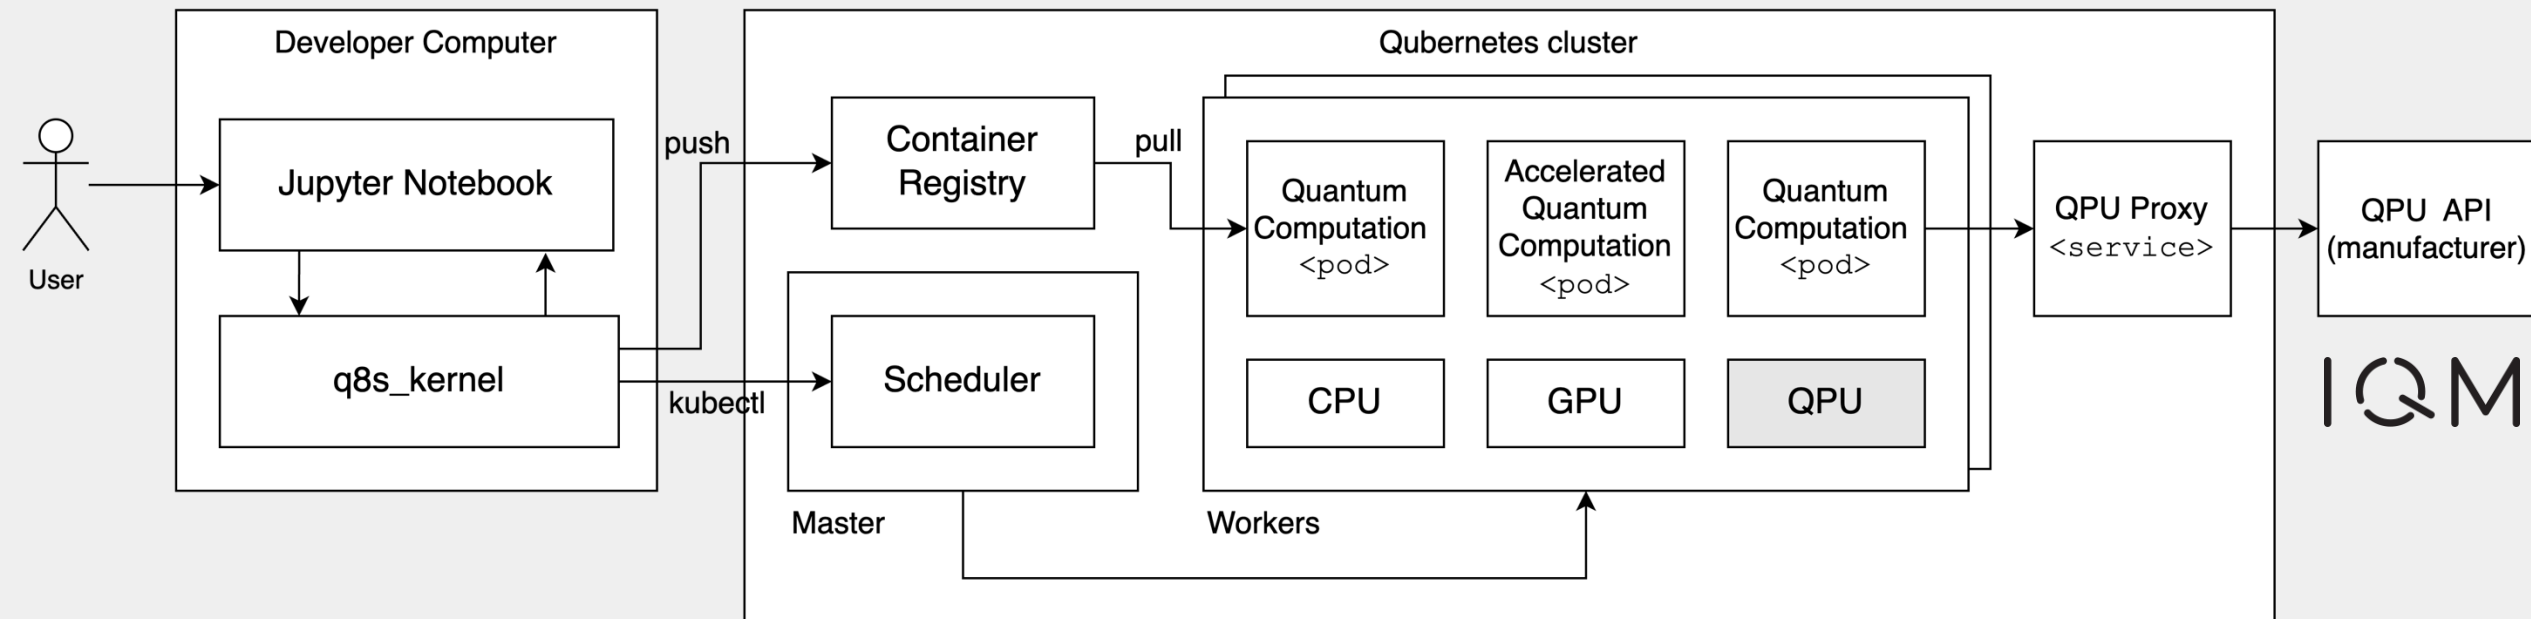 Developer Computer
Qubernetes cluster
Jupyter Notebook
User
q8s_kernel
push
kubectl
Container
Registry
pull
Scheduler
Master
Workers
Quantum
Computation
<pod>
Accelerated
Quantum
Computation
<pod>
Quantum
Computation
<pod>
CPU
GPU
QPU
QPU Proxy
<service>
QPU API
(manufacturer)
IQM